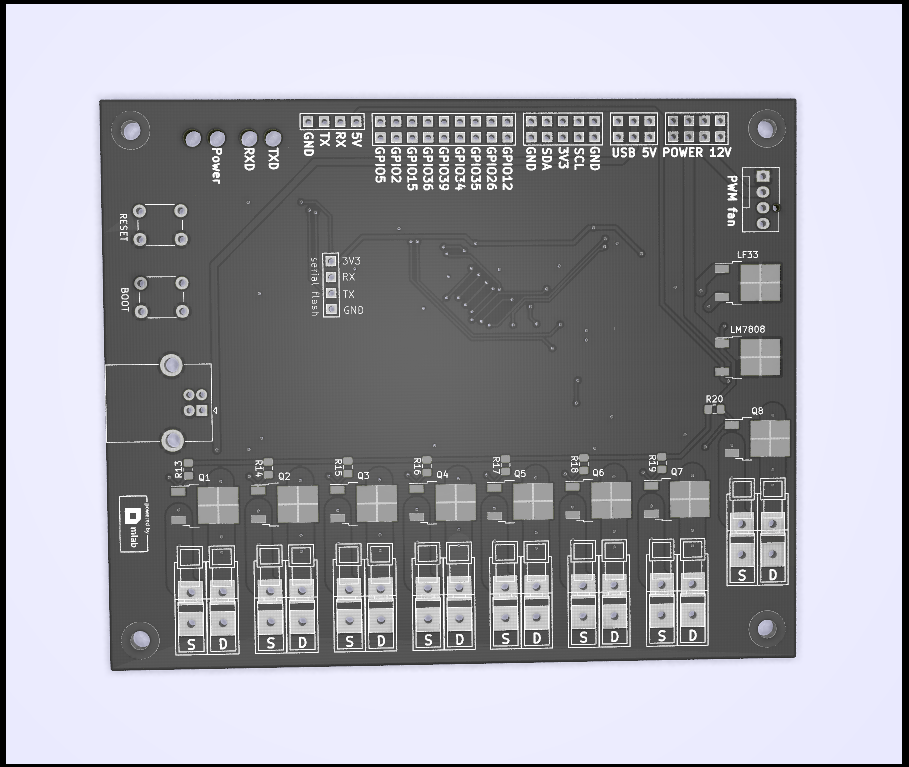 GND TX RX 5V
GPIO5 GPIO2 GPIO15 GPIO36 GPIO39 GPIO34 GPIO35 GPIO26 GPIO12
GND SDA 3V3 SCL GND
USB 5V
POWER 12V
Power
RXD
TXD
PWM fan
RESET
BOOT
serial flash
3V3
RX
TX
GND
LF33
LM7808
R20
Q8
R13
Q1
R14
Q2
R15
Q3
R16
Q4
R17
Q5
R18
Q6
R19
Q7
powered by
mlab
S D
S D
S D
S D
S D
S D
S D
S D